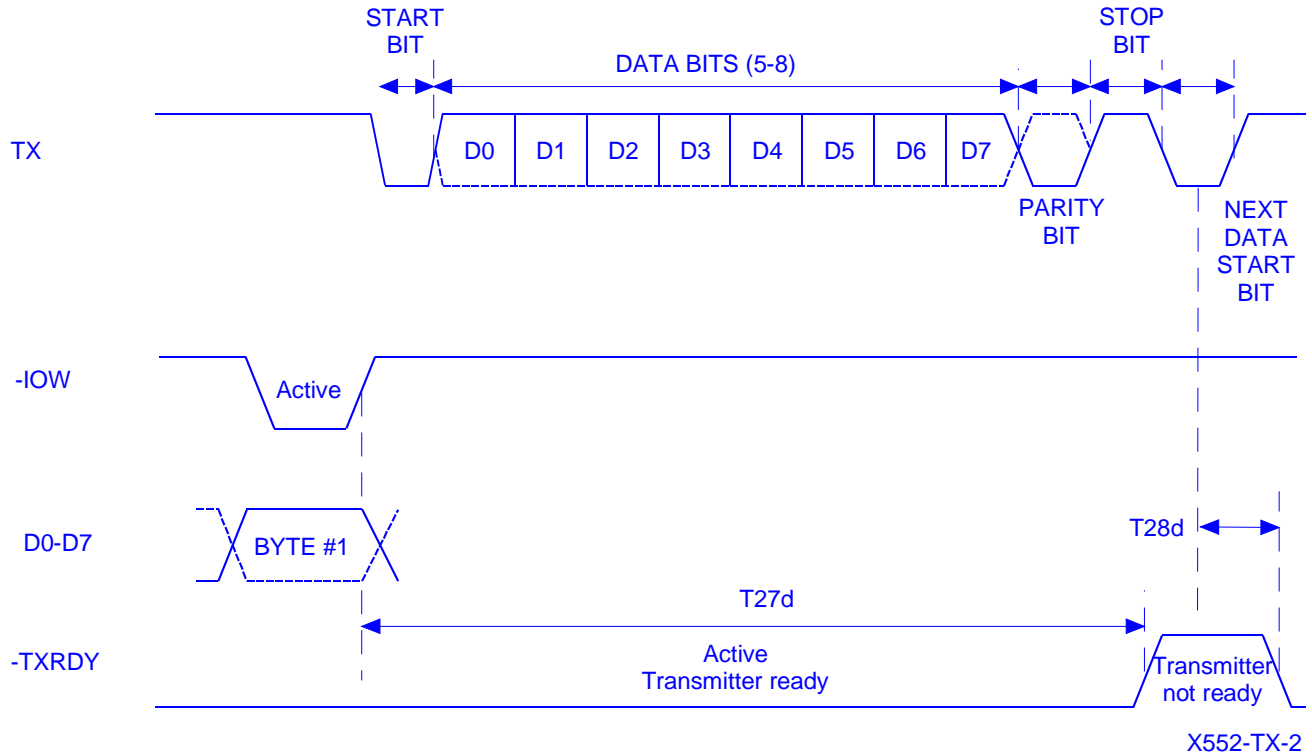 START
BIT
DATA BITS (5-8)
STOP
BIT
TX
D0 D1 D2 D3 D4 D5 D6 D7
PARITY
BIT
NEXT
DATA
START
BIT
-IOW
Active
D0-D7
BYTE #1
T28d
T27d
-TXRDY
Active
Transmitter ready
Transmitter
not ready
X552-TX-2